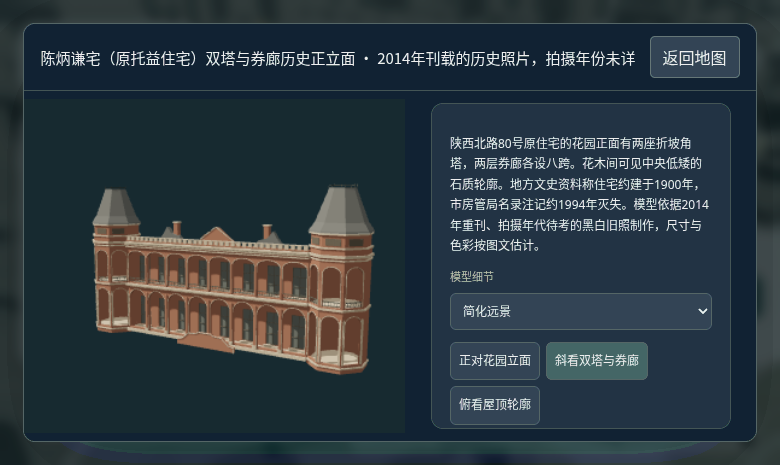 陈炳谦宅（原托益住宅）双塔与券廊历史正立面 · 2014年刊载的历史照片，拍摄年份未详
返回地图
陕西北路80号原住宅的花园正面有两座折坡角
塔，两层券廊各设八跨。花木间可见中央低矮的
石质轮廓。地方文史资料称住宅约建于1900年，
市房管局名录注记约1994年灭失。模型依据2014
年重刊、拍摄年代待考的黑白旧照制作，尺寸与
色彩按图文估计。
模型细节
简化远景
正对花园立面
斜看双塔与券廊
俯看屋顶轮廓